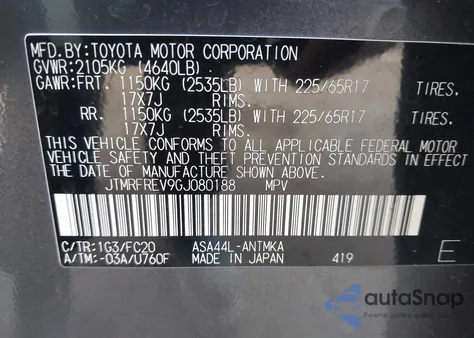 MFD.BY:TOYOTA MOTOR CORPORATION
GVWR:2105KG (4640LB)
GAWR:FRT. 1150KG (2535LB) WITH 225/65R17 TIRES.
17X7J RIMS.
RR. 1150KG (2535LB) WITH 225/65R17 TIRES.
17X7J RIMS.
THIS VEHICLE CONFORMS TO ALL APPLICABLE FEDERAL MOTOR
VEHICLE SAFETY AND THEFT PREVENTION STANDARDS IN EFFECT
ON THE DATE OF MANUFACTURE SHOWN ABOVE.
JTMRFREV9GJ080188 MPV
C/TR:1G3/FC20 ASA44L-ANTMKA
A/TM:-03A/U760F MADE IN JAPAN 419 E
autoSnap